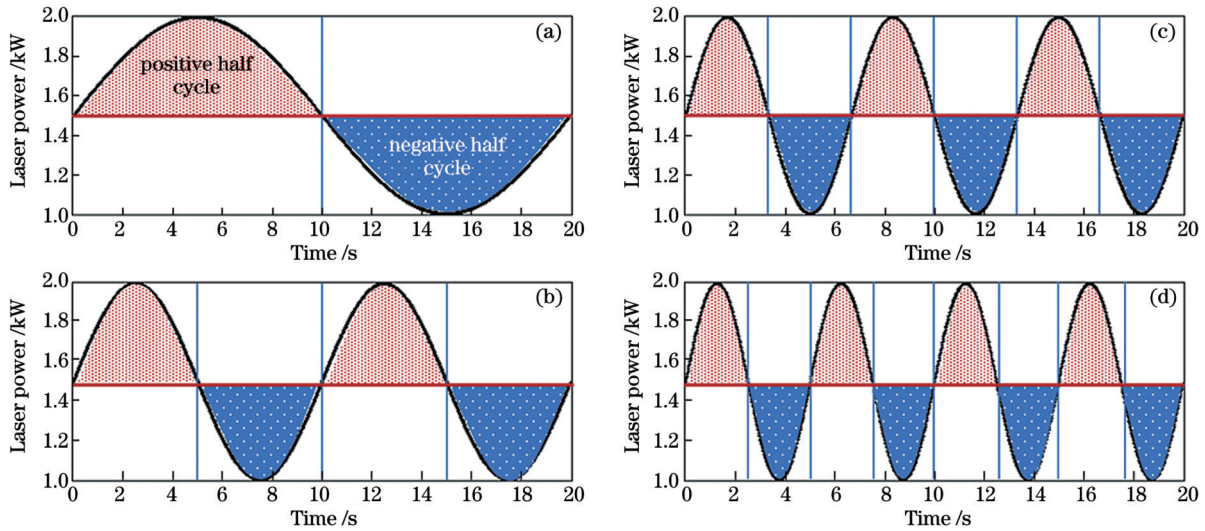 (a)
Laser power /kW
2.0
1.8
1.6
1.4
1.2
1.0
positive half
cycle
negative half
cycle
0 2 4 6 8 10 12 14 16 18 20
Time /s
(c)
Laser power /kW
2.0
1.8
1.6
1.4
1.2
1.0
0 2 4 6 8 10 12 14 16 18 20
Time /s
(b)
Laser power /kW
2.0
1.8
1.6
1.4
1.2
1.0
0 2 4 6 8 10 12 14 16 18 20
Time /s
(d)
Laser power /kW
2.0
1.8
1.6
1.4
1.2
1.0
0 2 4 6 8 10 12 14 16 18 20
Time /s